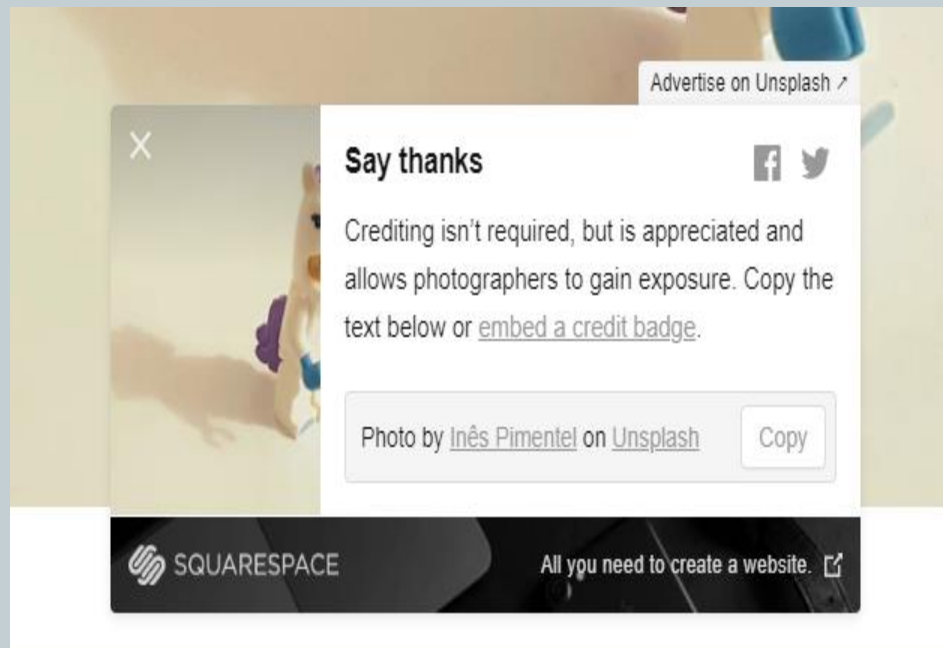 Advertise on Unsplash ↗
Say thanks
Crediting isn't required, but is appreciated and
allows photographers to gain exposure. Copy the
text below or embed a credit badge.
Photo by Inês Pimentel on Unsplash
Copy
SQUARESPACE
All you need to create a website.